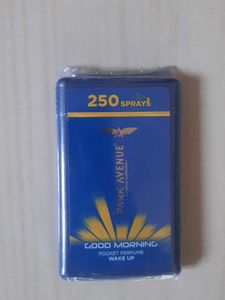 250 SPRAYS
PARK AVENUE
GOOD MORNING
POCKET PERFUME
WAKE UP